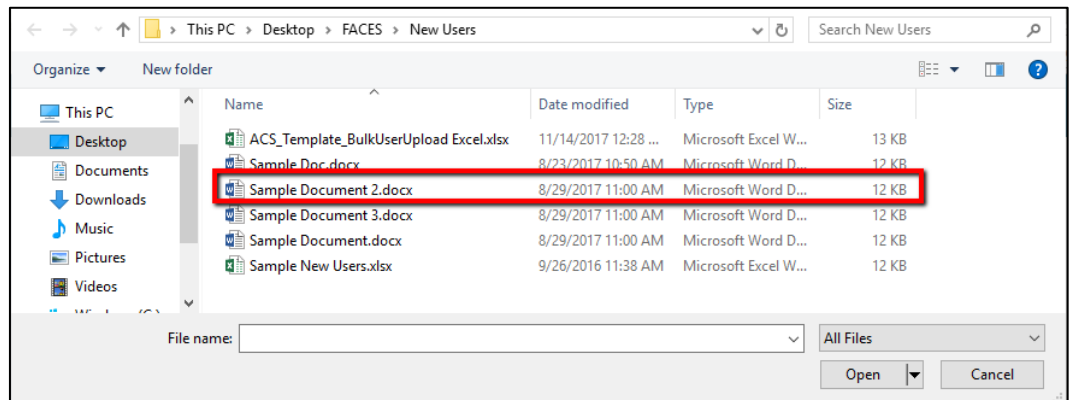 This PC > Desktop > FACES > New Users Search New Users
Organize New folder ?
This PC Name Date modified Type Size
Desktop ACS_Template_BulkUserUpload Excel.xlsx 11/14/2017 12:28 ... Microsoft Excel W... 13 KB
Documents Sample Doc.docx 8/23/2017 10:50 AM Microsoft Word D... 12 KB
Downloads Sample Document 2.docx 8/29/2017 11:00 AM Microsoft Word D... 12 KB
Music Sample Document 3.docx 8/29/2017 11:00 AM Microsoft Word D... 12 KB
Pictures Sample Document.docx 8/29/2017 11:00 AM Microsoft Word D... 12 KB
Videos Sample New Users.xlsx 9/26/2016 11:38 AM Microsoft Excel W... 12 KB
File name: All Files
Open Cancel